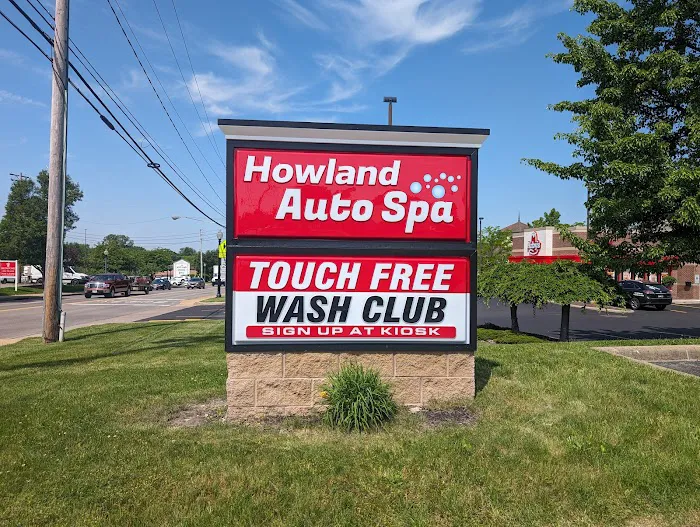 Howland
Auto Spa
TOUCH FREE
WASH CLUB
SIGN UP AT KIOSK